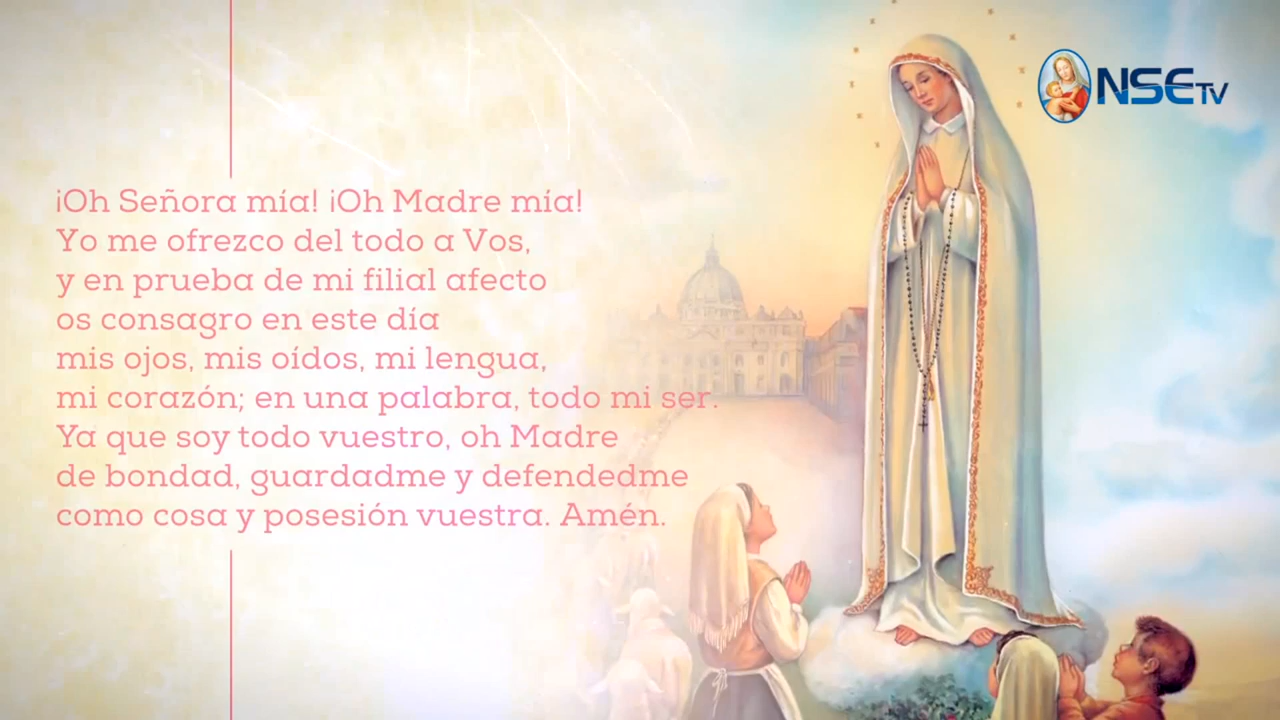 ¡Oh Señora mía! ¡Oh Madre mía!
Yo me ofrezco del todo a Vos,
y en prueba de mi filial afecto
os consagro en este día
mis ojos, mis oídos, mi lengua,
mi corazón; en una palabra, todo mi ser.
Ya que soy todo vuestro, oh Madre
de bondad, guardadme y defendedme
como cosa y posesión vuestra. Amén.
NSETV